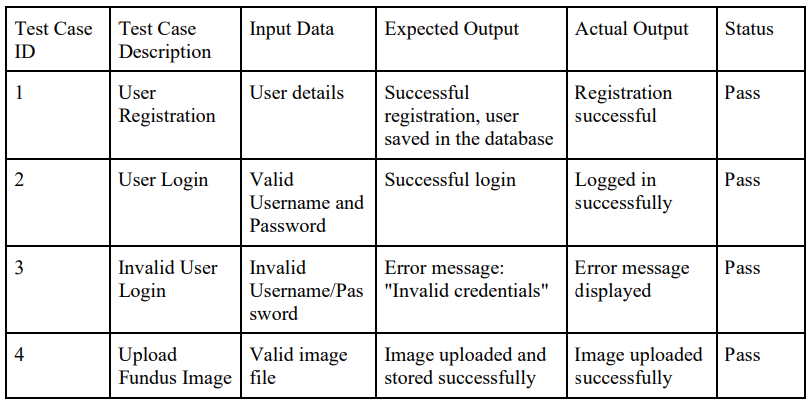 Test Case ID | Test Case Description | Input Data | Expected Output | Actual Output | Status
1 | User Registration | User details | Successful registration, user saved in the database | Registration successful | Pass
2 | User Login | Valid Username and Password | Successful login | Logged in successfully | Pass
3 | Invalid User Login | Invalid Username/Password | Error message: "Invalid credentials" | Error message displayed | Pass
4 | Upload Fundus Image | Valid image file | Image uploaded and stored successfully | Image uploaded successfully | Pass